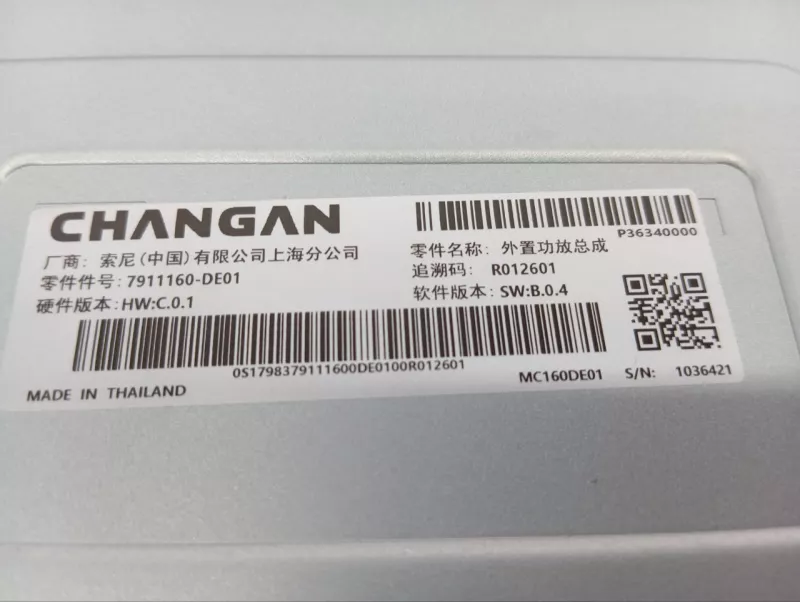 CHANGAN
P36340000
厂商: 索尼(中国)有限公司上海分公司
零件名称: 外置功放总成
零件件号: 7911160-DE01
追溯码: R012601
硬件版本:HW:C.0.1
软件版本: SW:B.0.4
0S1798379111600DE0100R012601
MC160DE01 S/N: 1036421
MADE IN THAILAND